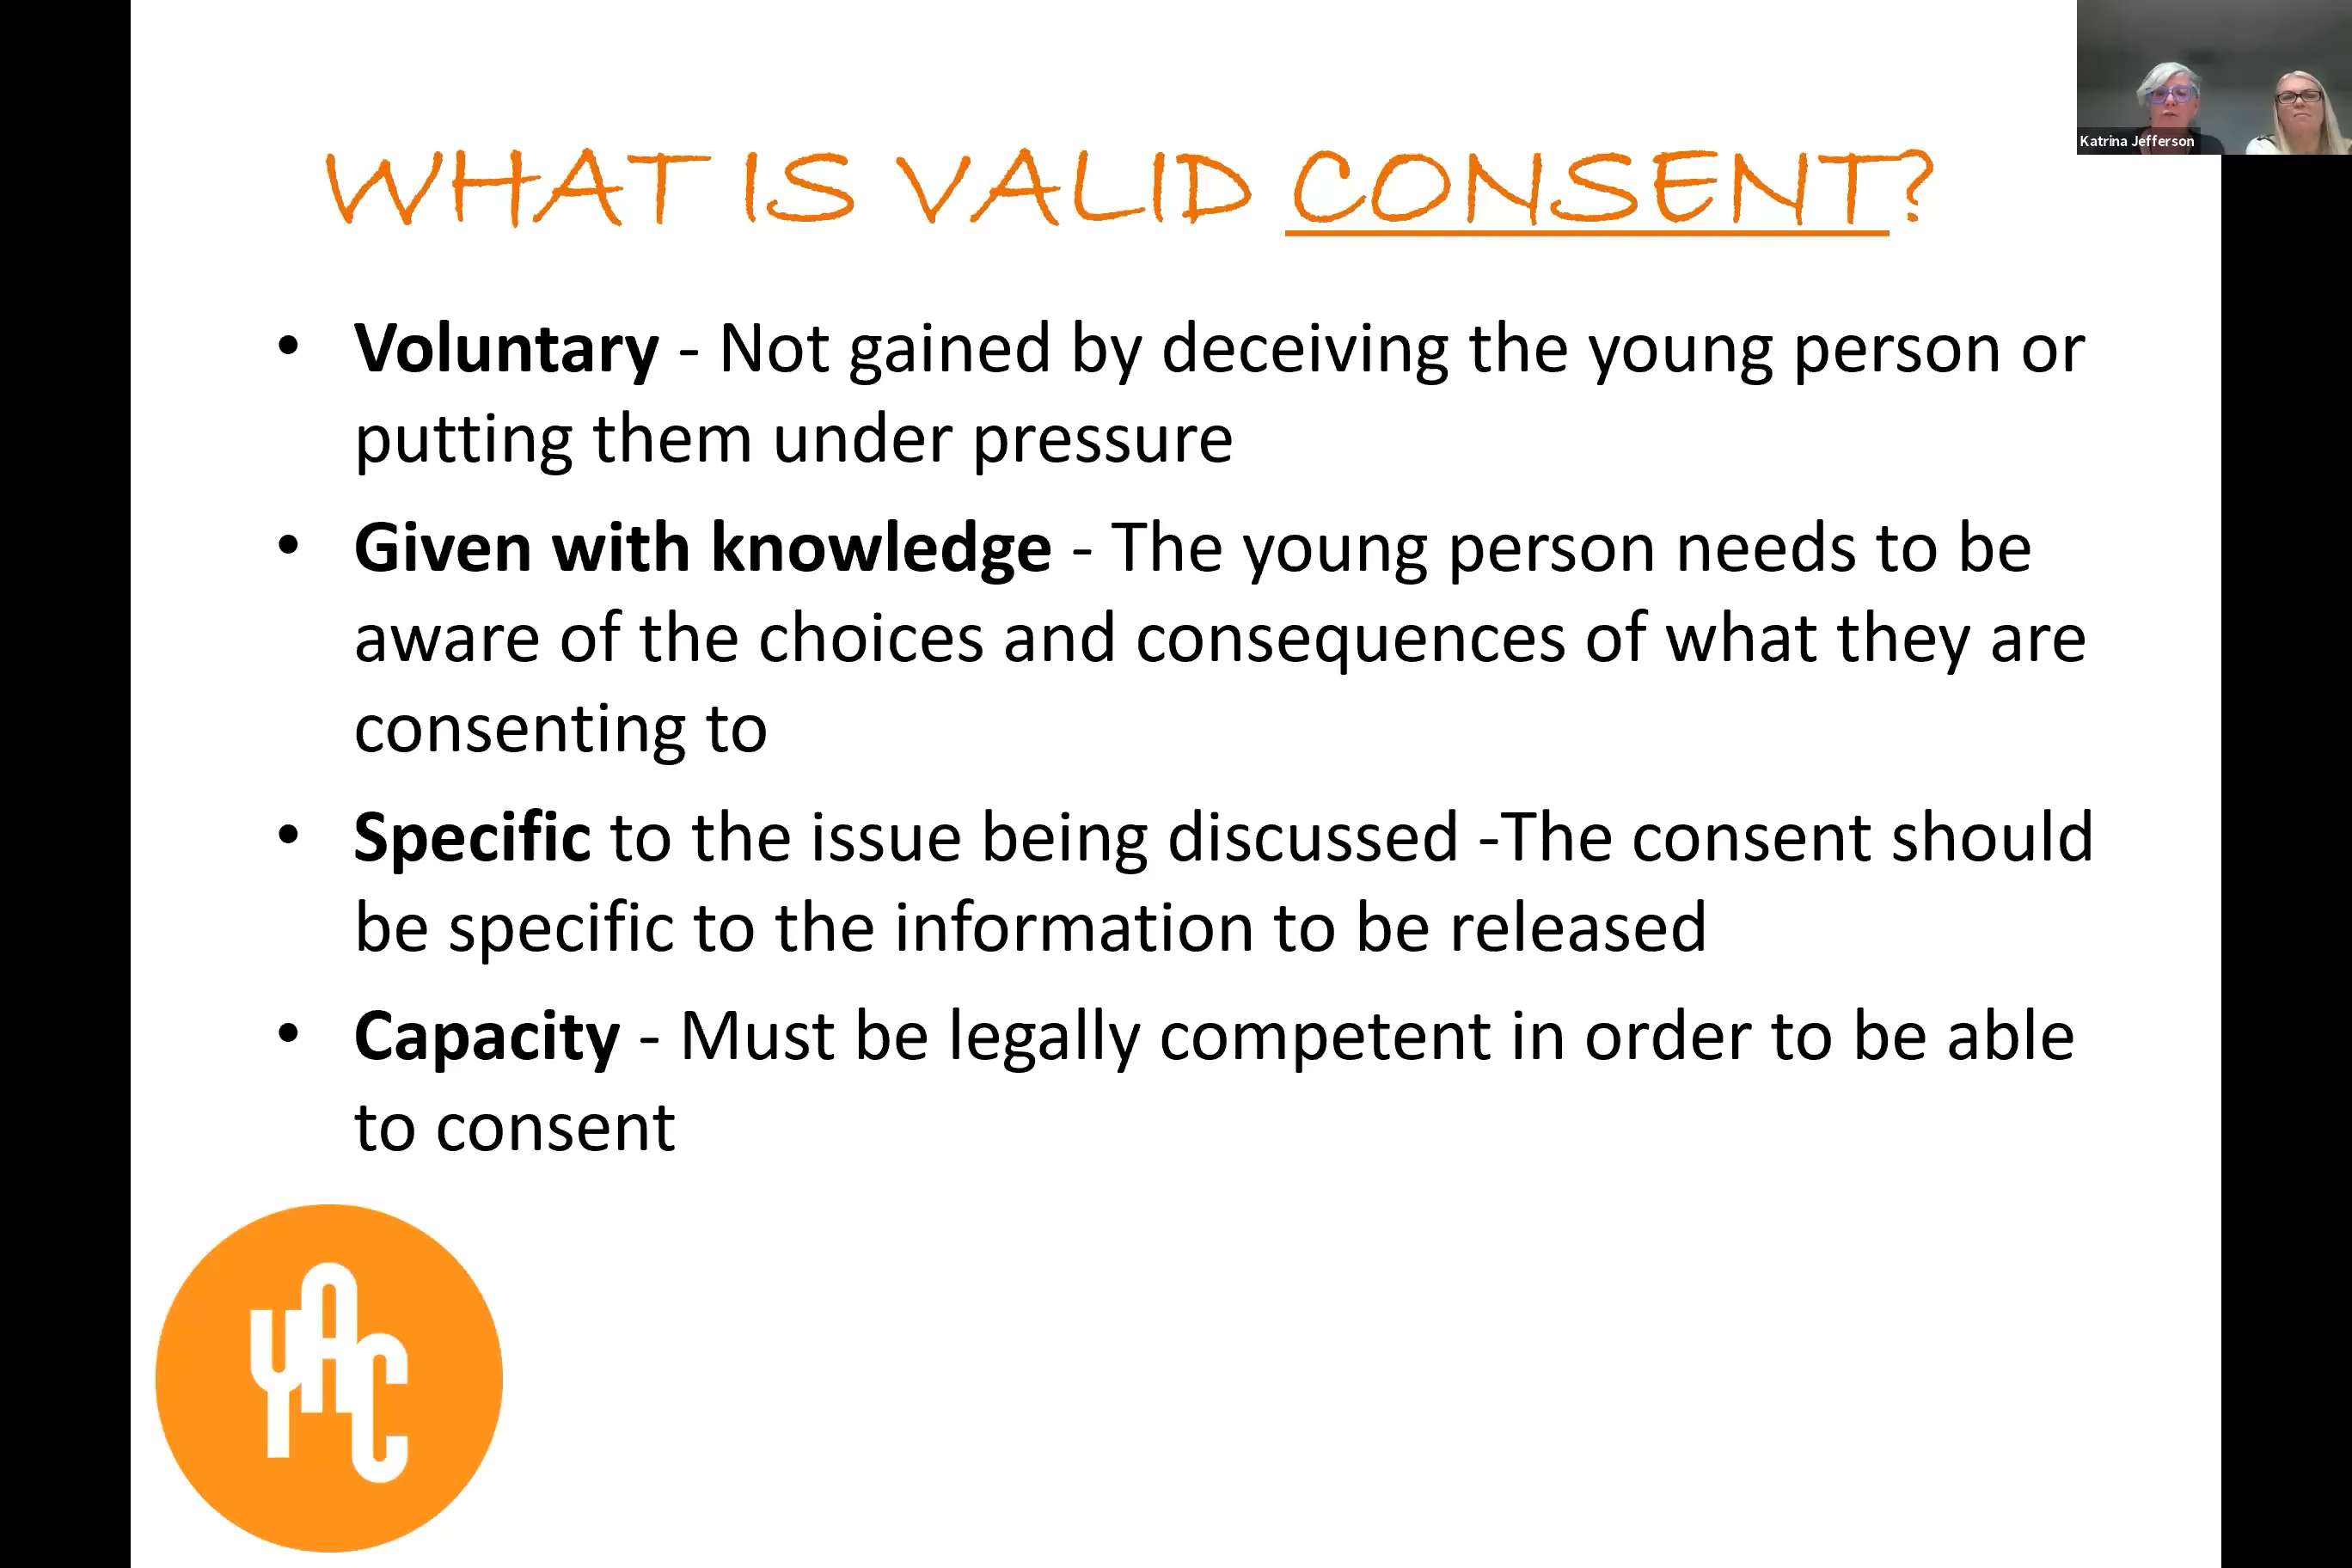 Katrina Jefferson
WHAT IS VALID CONSENT?
• Voluntary - Not gained by deceiving the young person or
putting them under pressure
• Given with knowledge - The young person needs to be
aware of the choices and consequences of what they are
consenting to
• Specific to the issue being discussed -The consent should
be specific to the information to be released
• Capacity - Must be legally competent in order to be able
to consent
YAC